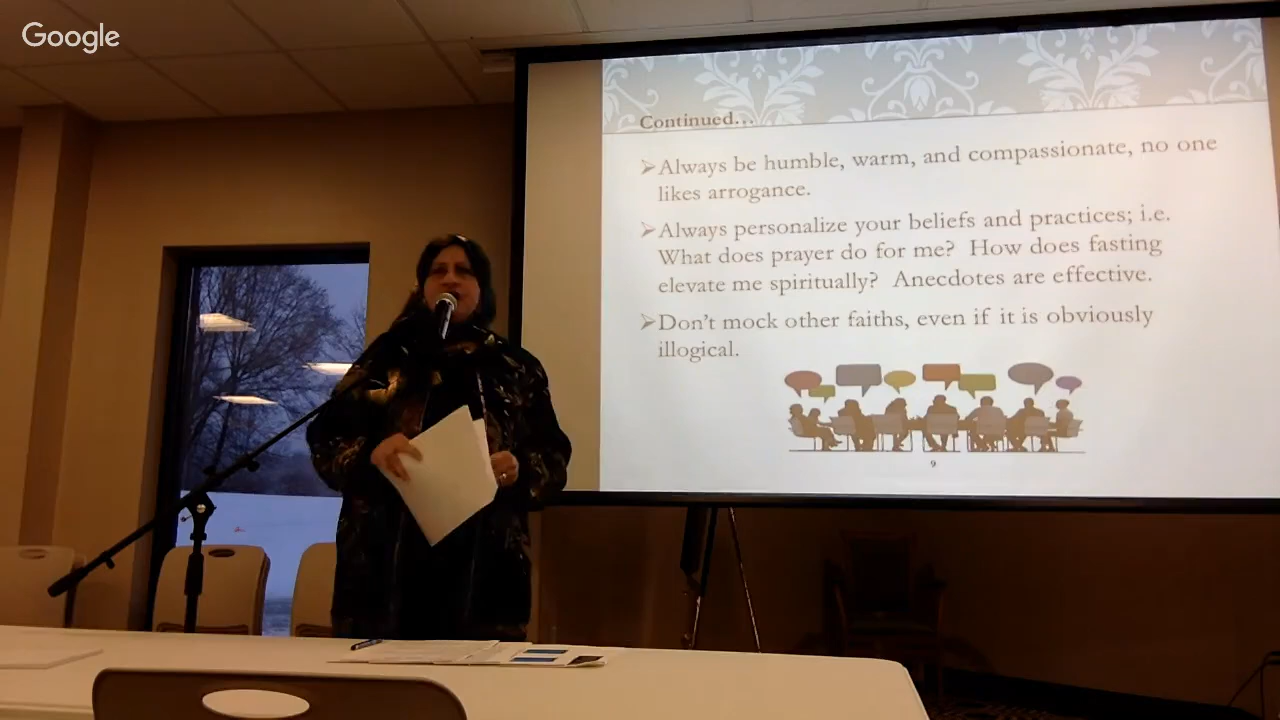 Google
Continued...
➢Always be humble, warm, and compassionate, no one
likes arrogance.
➢Always personalize your beliefs and practices; i.e.
What does prayer do for me? How does fasting
elevate me spiritually? Anecdotes are effective.
➢Don't mock other faiths, even if it is obviously
illogical.
9